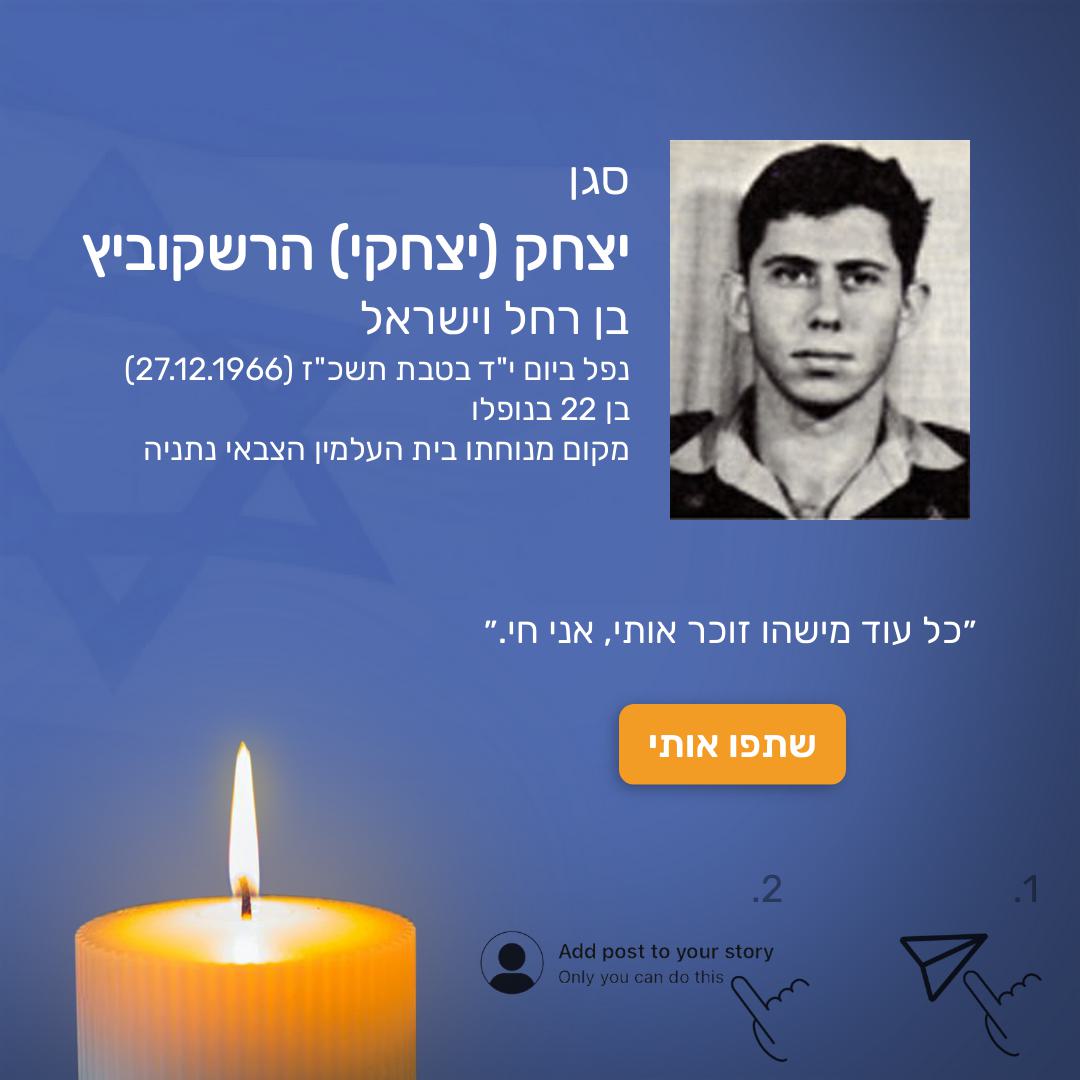 סגן
יצחק (יצחקי) הרשקוביץ
בן רחל וישראל
נפל ביום י"ד בטבת תשכ"ז (27.12.1966)
בן 22 בנופלו
מקום מנוחתו בית העלמין הצבאי נתניה
״כל עוד מישהו זוכר אותי, אני חי.״
שתפו אותי
.1
.2
Add post to your story
Only you can do this